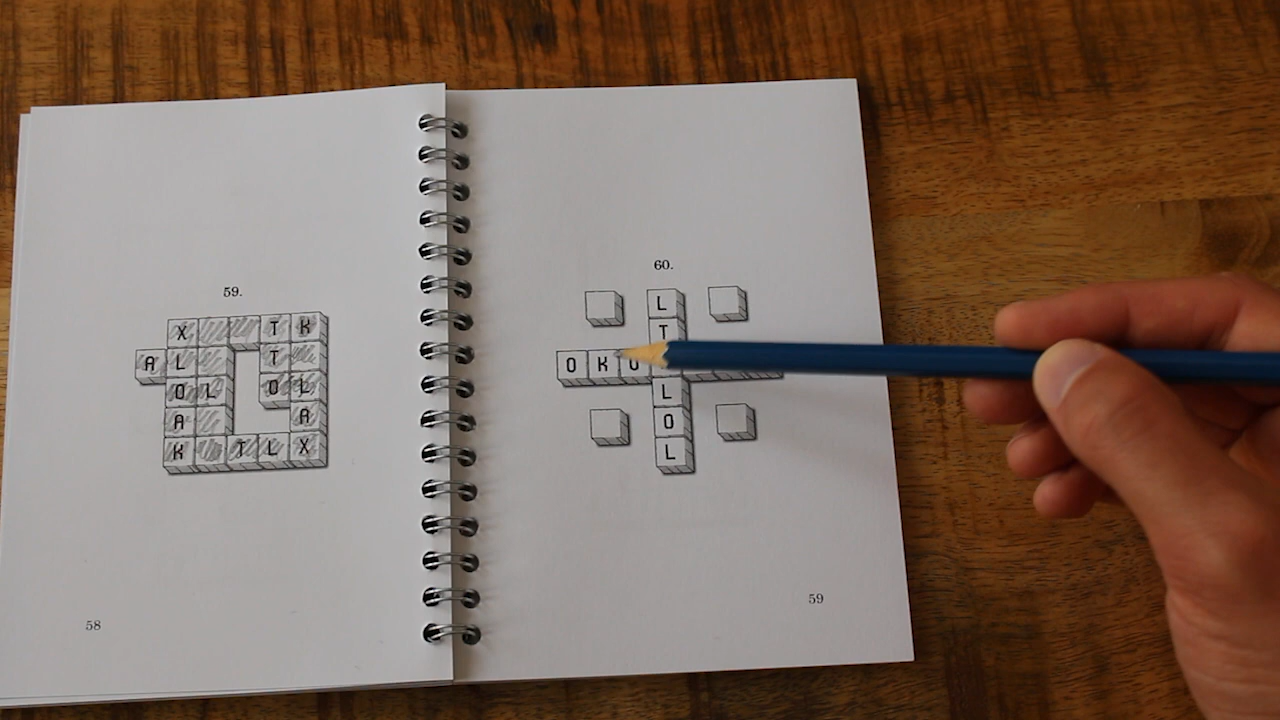 59.
X T K
A L T
O L O L
A A
K T L X
58
60.
L
T
O K O
L
O
L
59